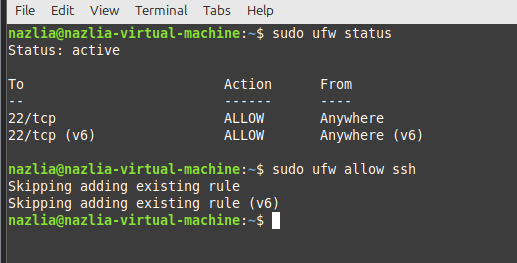 File Edit View Terminal Tabs Help
nazlia@nazlia-virtual-machine:~$ sudo ufw status
Status: active

To                         Action      From
--                         ------      ----
22/tcp                     ALLOW       Anywhere
22/tcp (v6)                ALLOW       Anywhere (v6)

nazlia@nazlia-virtual-machine:~$ sudo ufw allow ssh
Skipping adding existing rule
Skipping adding existing rule (v6)
nazlia@nazlia-virtual-machine:~$